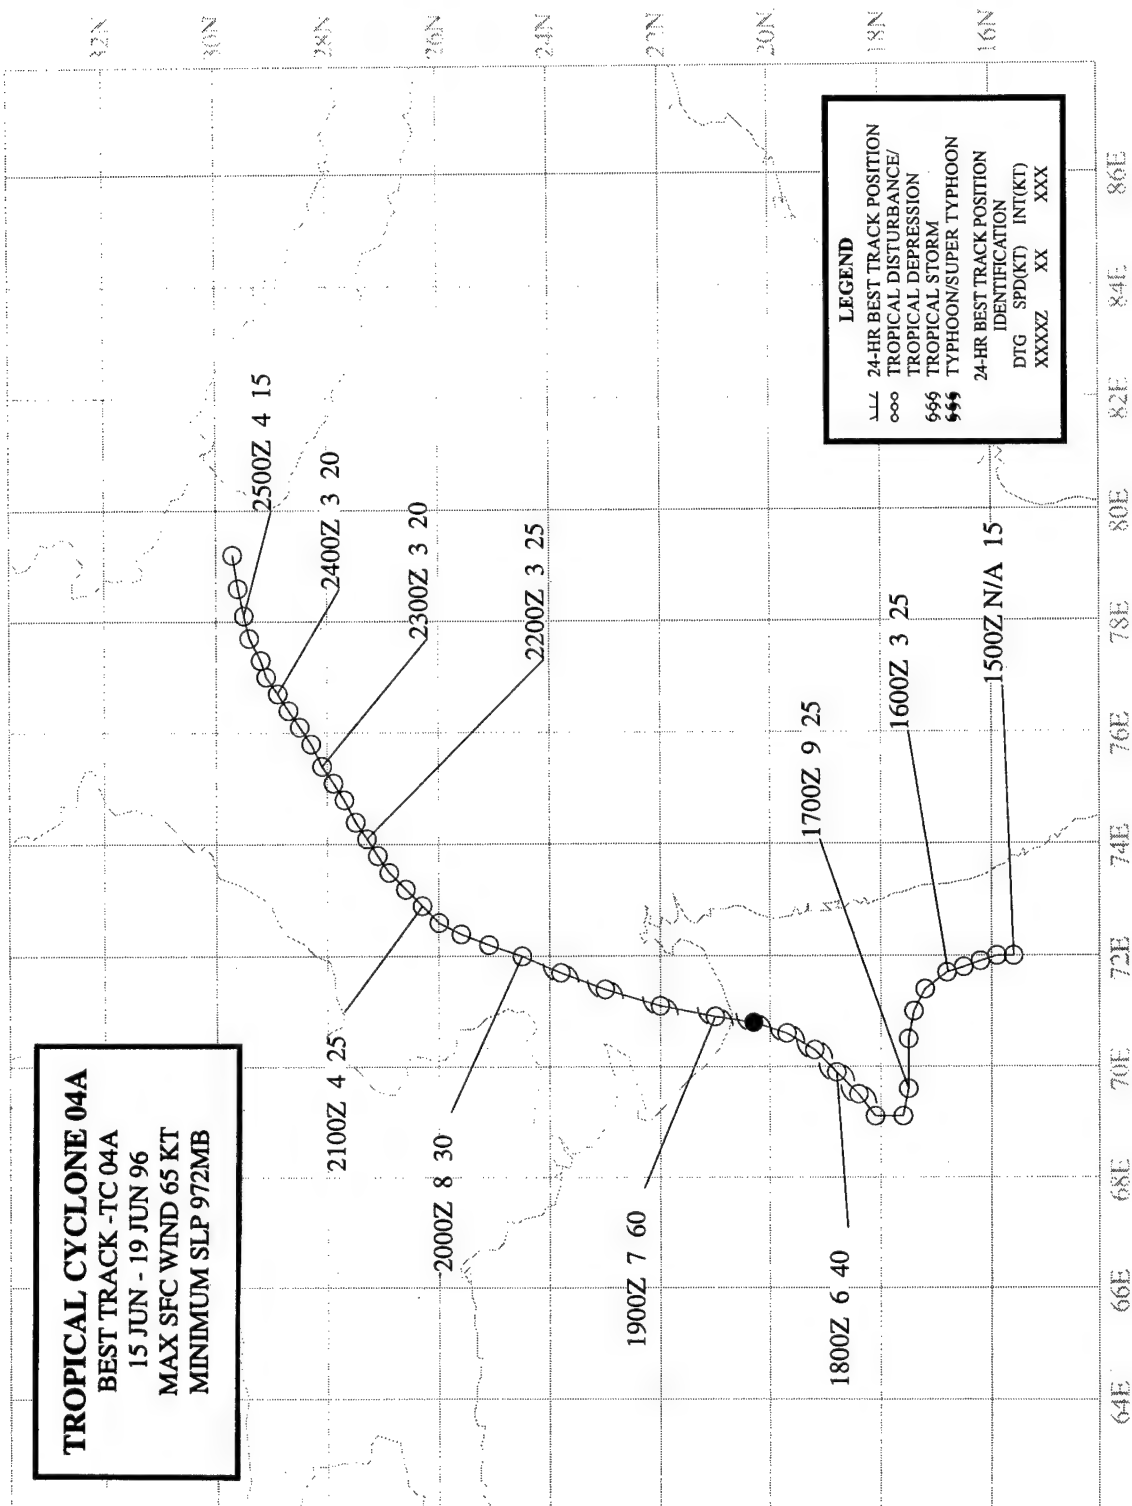 TROPICAL CYCLONE 04A
BEST TRACK -TC 04A
15 JUN - 19 JUN 96
MAX SFC WIND 65 KT
MINIMUM SLP 972MB
32N
30N
28N
26N
24N
22N
20N
18N
16N
64E
66E
68E
70E
72E
74E
76E
78E
80E
82E
84E
86E
2500Z 4 15
2400Z 3 20
2300Z 3 20
2200Z 3 25
2100Z 4 25
2000Z 8 30
1900Z 7 60
1800Z 6 40
1700Z 9 25
1600Z 3 25
1500Z N/A 15
LEGEND
24-HR BEST TRACK POSITION
TROPICAL DISTURBANCE/
TROPICAL DEPRESSION
TROPICAL STORM
TYPHOON/SUPER TYPHOON
24-HR BEST TRACK POSITION
IDENTIFICATION
DTG SPD(KT) INT(KT)
XXXXZ XX XXX